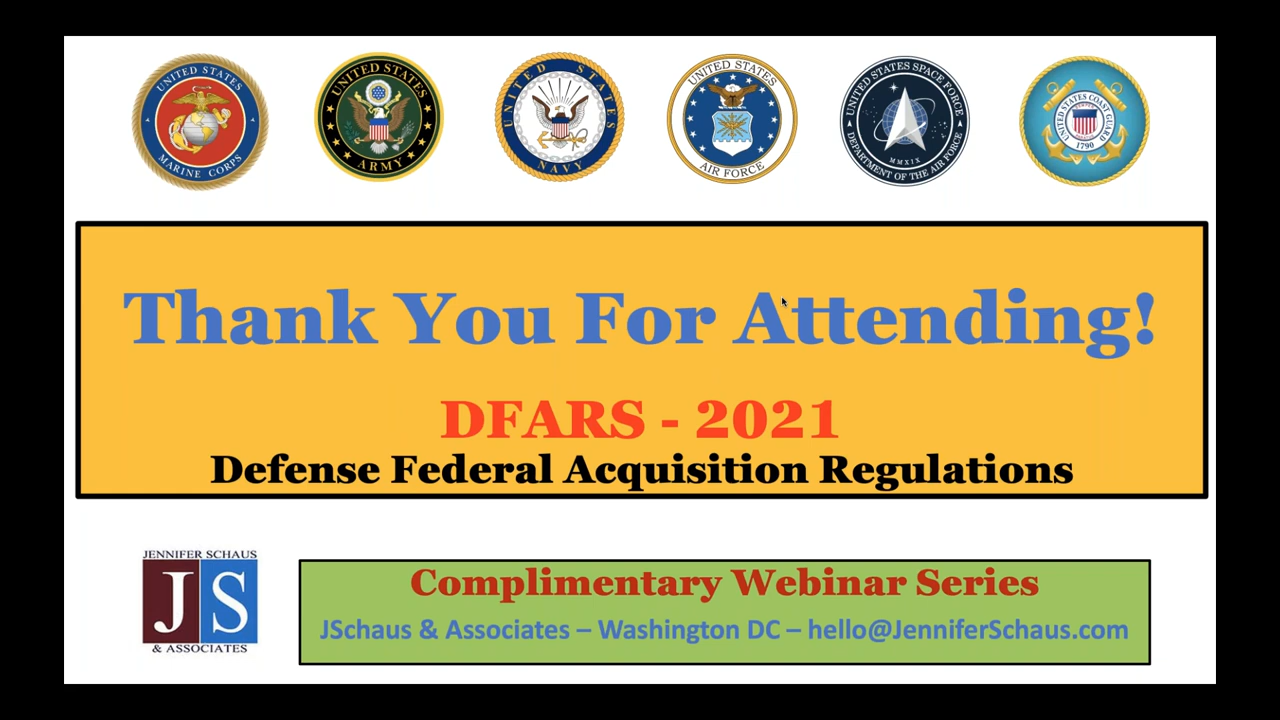 UNITED STATES
MARINE CORPS
UNITED STATES
ARMY
UNITED STATES
NAVY
UNITED STATES
AIR FORCE
UNITED STATES SPACE FORCE
MMXIX
DEPARTMENT OF THE AIR FORCE
UNITED STATES COAST GUARD
1790
Thank You For Attending!
DFARS - 2021
Defense Federal Acquisition Regulations
JENNIFER SCHAUS
JS
& ASSOCIATES
Complimentary Webinar Series
JSchaus & Associates – Washington DC – hello@JenniferSchaus.com